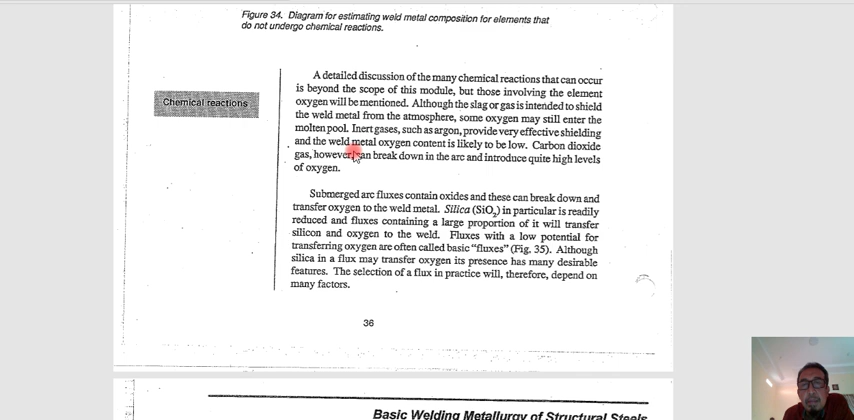 Figure 34. Diagram for estimating weld metal composition for elements that
do not undergo chemical reactions.
Chemical reactions
A detailed discussion of the many chemical reactions that can occur
is beyond the scope of this module, but those involving the element
oxygen will be mentioned. Although the slag or gas is intended to shield
the weld metal from the atmosphere, some oxygen may still enter the
molten pool. Inert gases, such as argon, provide very effective shielding
and the weld metal oxygen content is likely to be low. Carbon dioxide
gas, however, can break down in the arc and introduce quite high levels
of oxygen.
Submerged arc fluxes contain oxides and these can break down and
transfer oxygen to the weld metal. Silica (SiO₂) in particular is readily
reduced and fluxes containing a large proportion of it will transfer
silicon and oxygen to the weld. Fluxes with a low potential for
transferring oxygen are often called basic "fluxes" (Fig. 35). Although
silica in a flux may transfer oxygen its presence has many desirable
features. The selection of a flux in practice will, therefore, depend on
many factors.
36
Basic Welding Metallurgy of Structural Steels